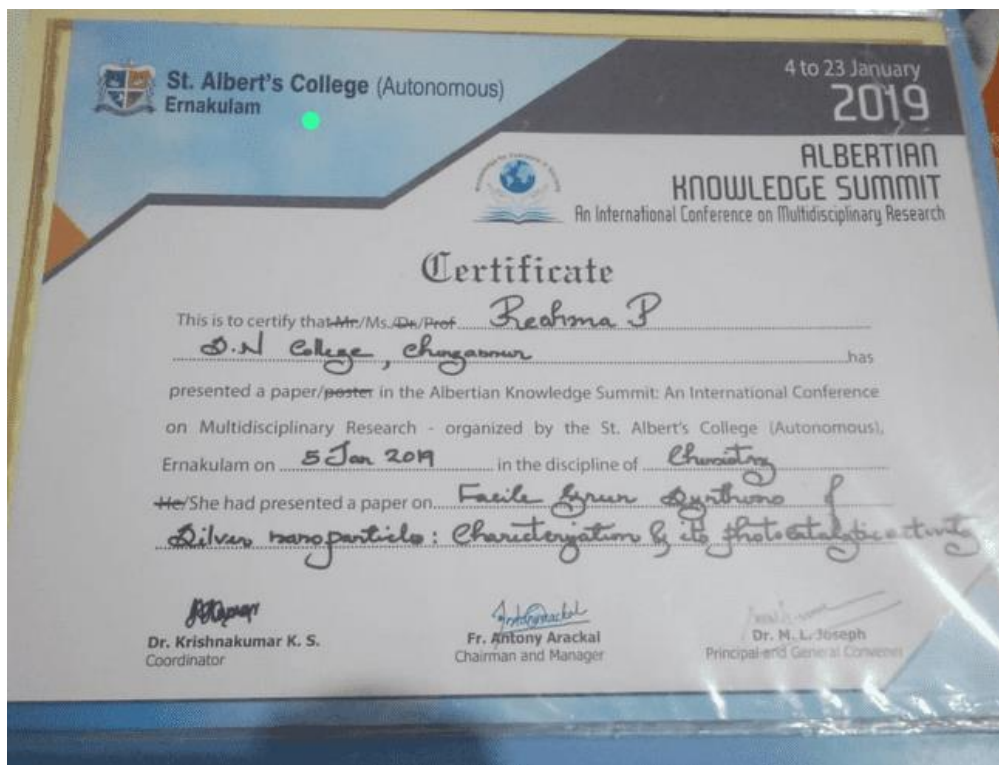 St. Albert's College (Autonomous)
Ernakulam
4 to 23 January
2019
ALBERTIAN
KNOWLEDGE SUMMIT
An International Conference on Multidisciplinary Research
Certificate
This is to certify that Mr/Ms./Dr/Prof. Reahma P
S.N College, Chengannur has
presented a paper/poster in the Albertian Knowledge Summit: An International Conference
on Multidisciplinary Research - organized by the St. Albert's College (Autonomous),
Ernakulam on 5 Jan 2019 in the discipline of Chemistry
He/She had presented a paper on Facile Green Synthesis of
Silver nanoparticles: Characterization & its photocatalytic activity
Dr. Krishnakumar K. S.
Coordinator
Fr. Antony Arackal
Chairman and Manager
Dr. M. L. Joseph
Principal and General Convener